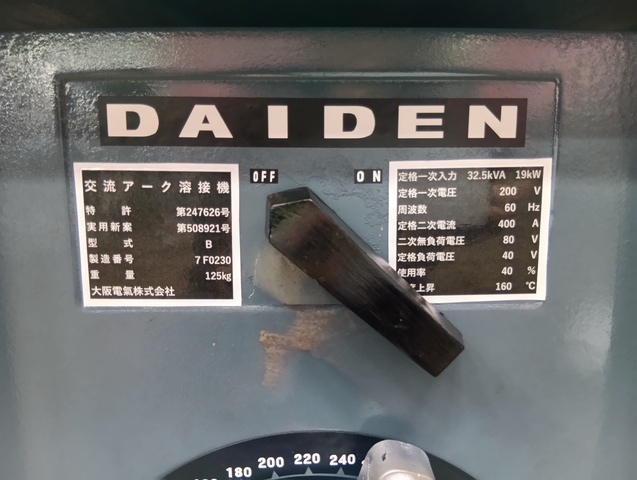 DAIDEN
OFF
ON
交流アーク溶接機
特許 第247626号
実用新案 第508921号
型式 B
製造番号 7F0230
重量 125kg
大阪電氣株式会社
定格一次入力 32.5kVA 19kW
定格一次電圧 200 V
周波数 60 Hz
定格二次電流 400 A
二次無負荷電圧 80 V
定格負荷電圧 40 V
使用率 40 %
上昇 160 ℃
180 200 220 240